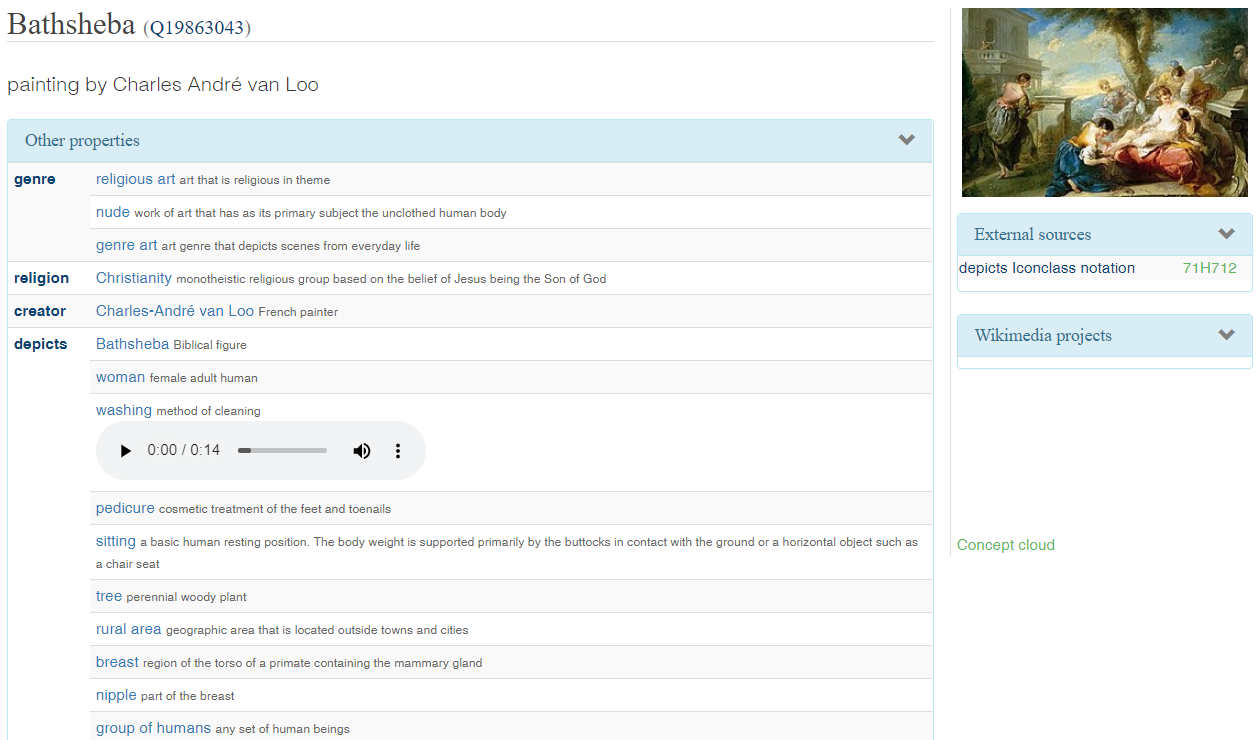 Bathsheba (Q19863043)
painting by Charles André van Loo
Other properties
genre
religious art art that is religious in theme
nude work of art that has as its primary subject the unclothed human body
genre art art genre that depicts scenes from everyday life
religion
Christianity monotheistic religious group based on the belief of Jesus being the Son of God
creator
Charles-André van Loo French painter
depicts
Bathsheba Biblical figure
woman female adult human
washing method of cleaning
0:00 / 0:14
pedicure cosmetic treatment of the feet and toenails
sitting a basic human resting position. The body weight is supported primarily by the buttocks in contact with the ground or a horizontal object such as
a chair seat
tree perennial woody plant
rural area geographic area that is located outside towns and cities
breast region of the torso of a primate containing the mammary gland
nipple part of the breast
group of humans any set of human beings
External sources
depicts Iconclass notation 71H712
Wikimedia projects
Concept cloud